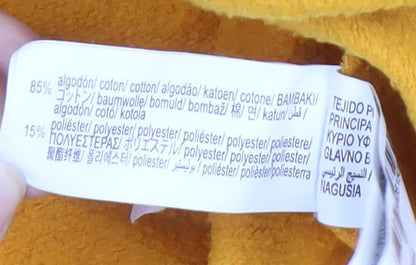 85% algodón/ coton/ cotton/ algodão/ katoen/ cotone/ ΒΑΜΒΑΚΙ/
コットン/ baumwolle/ bomuld/ bombaž/ 棉/ 면/ katun/ قطن/
algodó/ coto/ kotoia
15% poliéster/ polyester/ polyester/ poliéster/ polyester/ poliestere/
ΠΟΛΥΕΣΤΕΡΑΣ/ ポリエステル/ polyester/ polyester/ poliester/
聚酯纤维/ 폴리에스터/ poliester/ بوليستير/ polièster/ poliéster/ poliesterra
TEJIDO
PRINCIPA
ΚΥΡΙΟ ΥΦ
GLAVNO
النسيج الرئيسي/
NAGUSIA